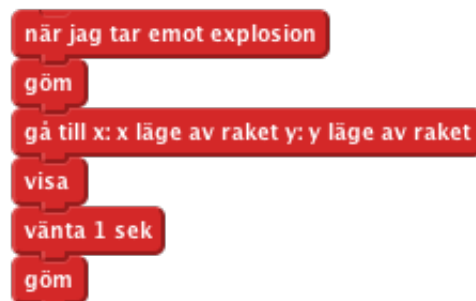 när jag tar emot explosion
göm
gå till x: x läge av raket y: y läge av raket
visa
vänta 1 sek
göm